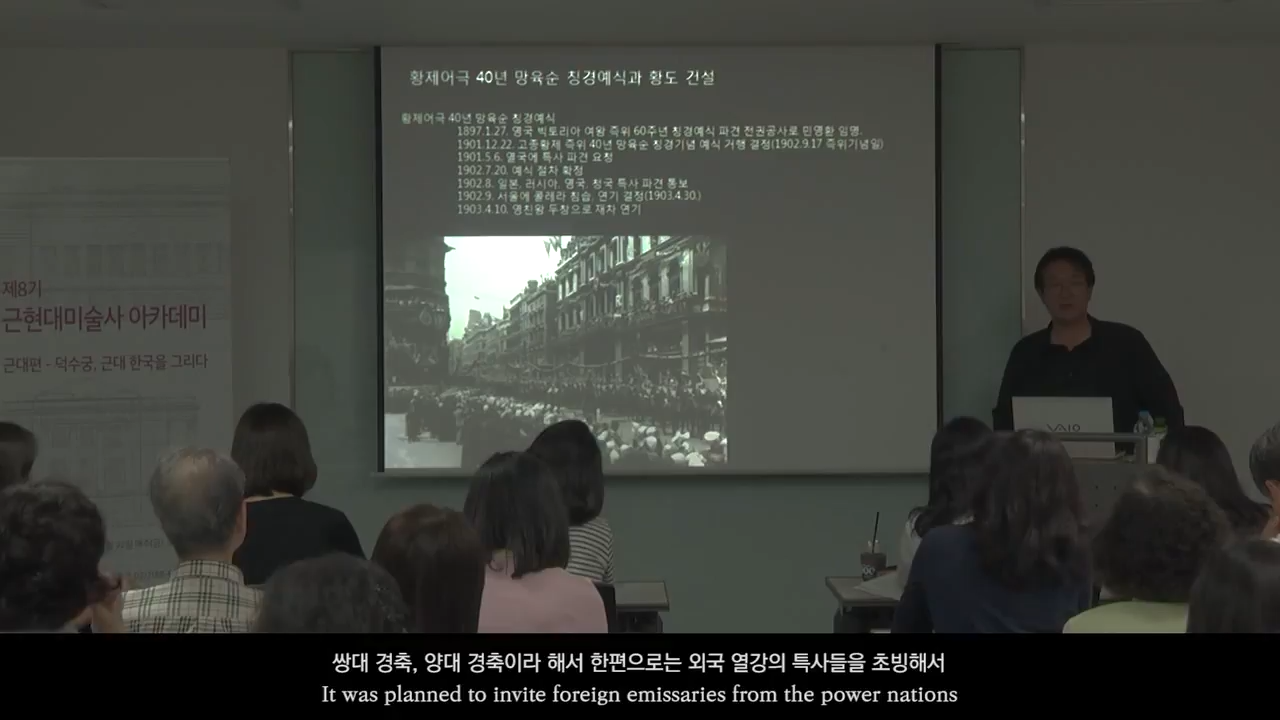 황제어극 40년 망육순 칭경예식과 황도 건설
황제어극 40년 망육순 칭경예식
1897.1.27. 영국 빅토리아 여왕 즉위 60주년 칭경예식 파견 전권공사로 민영환 임명.
1901.12.22. 고종황제 즉위 40년 망육순 칭경기념 예식 거행 결정(1902.9.17 즉위기념일)
1901.5.6. 열국에 특사 파견 요청
1902.7.20. 예식 절차 확정
1902.8. 일본, 러시아, 영국, 청국 특사 파견 통보
1902.9. 서울에 콜레라 침습, 연기 결정(1903.4.30.)
1903.4.10. 영친왕 두창으로 재차 연기
제8기
근현대미술사 아카데미
근대편 - 덕수궁, 근대 한국을 그리다
VAIO
쌍대 경축, 양대 경축이라 해서 한편으로는 외국 열강의 특사들을 초빙해서
It was planned to invite foreign emissaries from the power nations